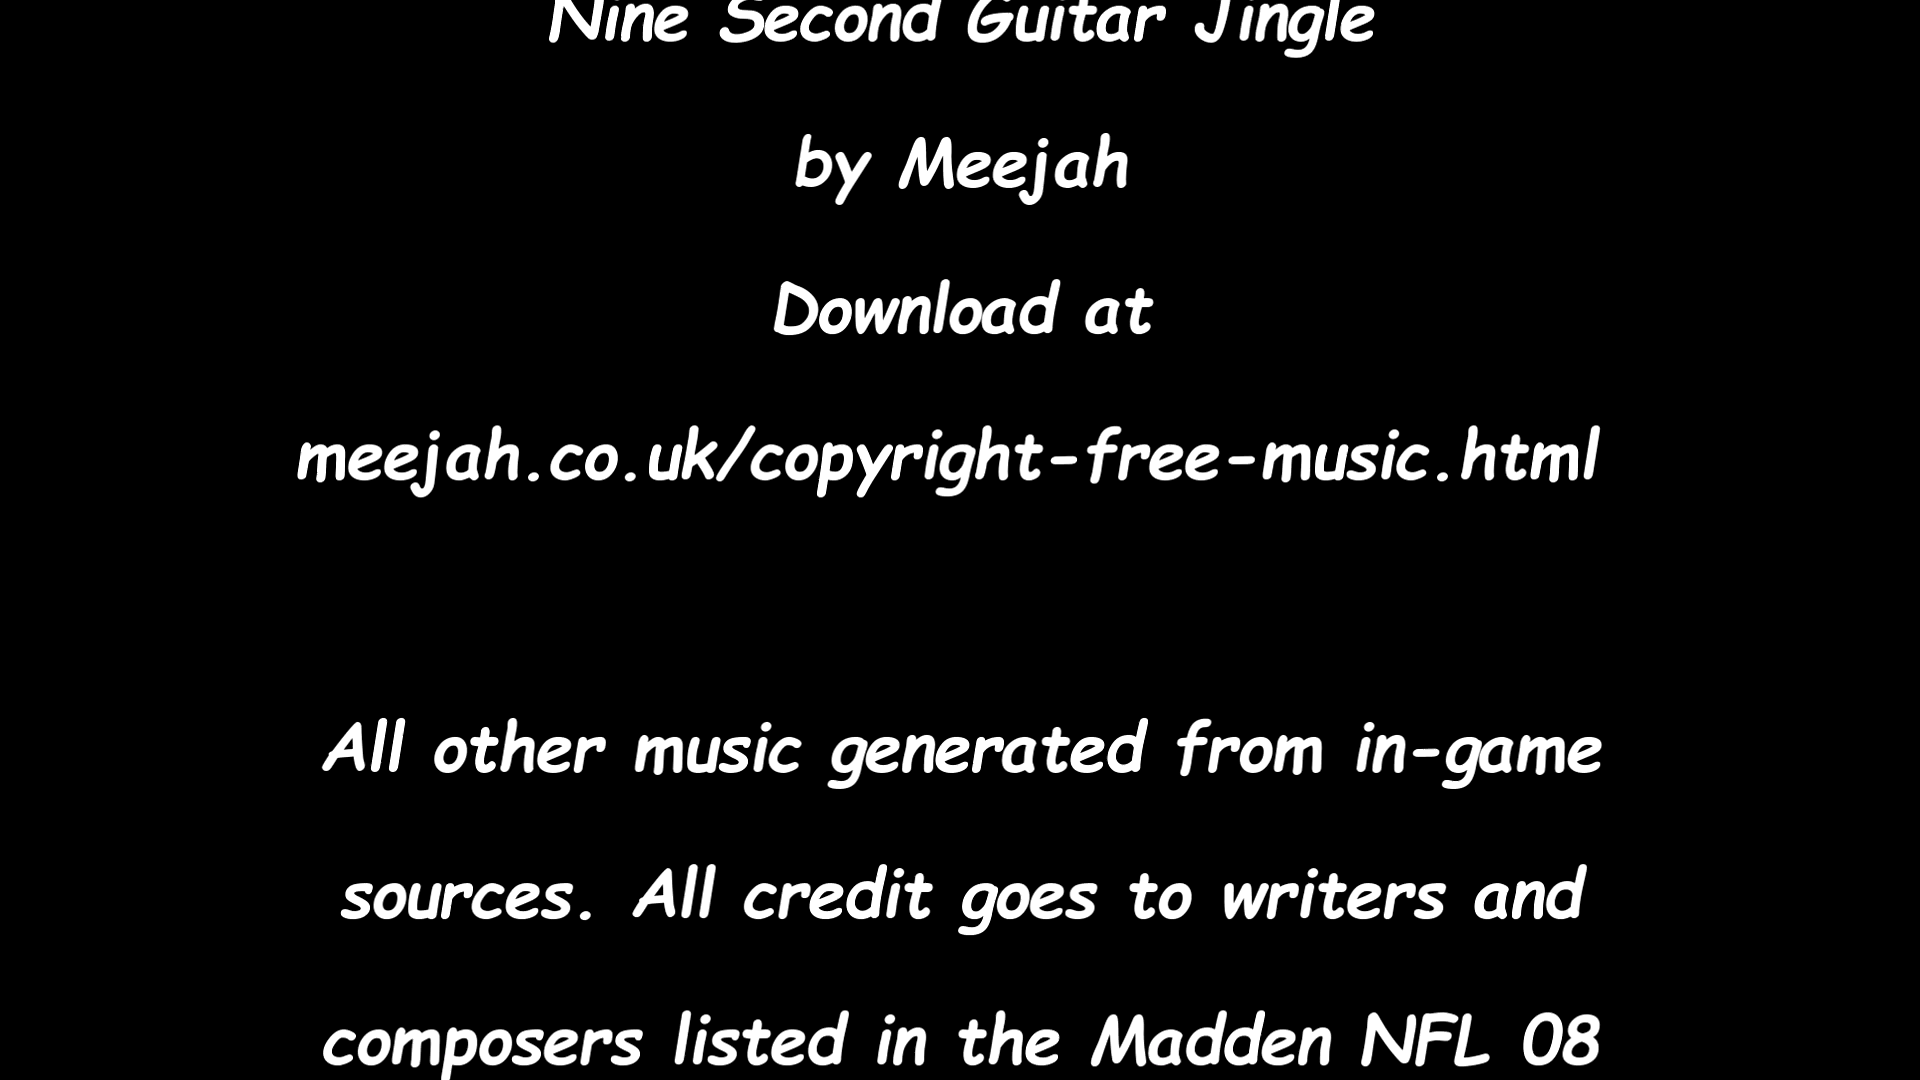 Nine Second Guitar Jingle
by Meejah
Download at
meejah.co.uk/copyright-free-music.html
All other music generated from in-game
sources. All credit goes to writers and
composers listed in the Madden NFL 08